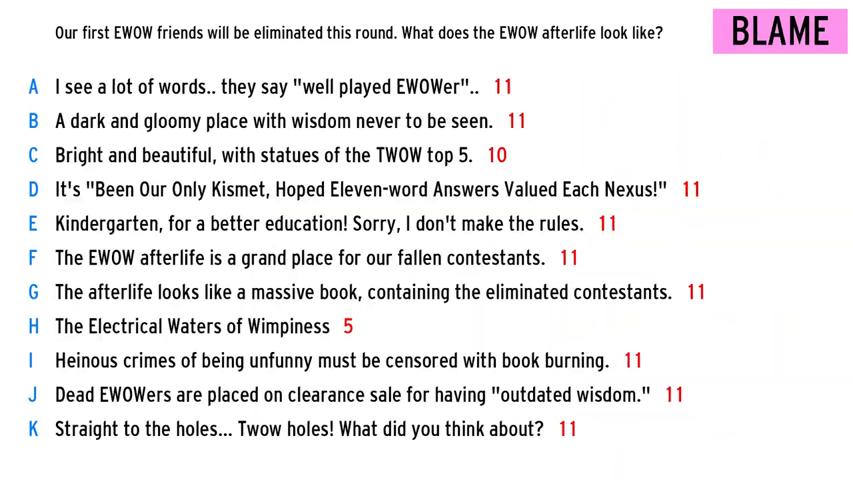 Our first EWOW friends will be eliminated this round. What does the EWOW afterlife look like?
BLAME
A I see a lot of words.. they say "well played EWOWer".. 11
B A dark and gloomy place with wisdom never to be seen. 11
C Bright and beautiful, with statues of the TWOW top 5. 10
D It's "Been Our Only Kismet, Hoped Eleven-word Answers Valued Each Nexus!" 11
E Kindergarten, for a better education! Sorry, I don't make the rules. 11
F The EWOW afterlife is a grand place for our fallen contestants. 11
G The afterlife looks like a massive book, containing the eliminated contestants. 11
H The Electrical Waters of Wimpiness 5
I Heinous crimes of being unfunny must be censored with book burning. 11
J Dead EWOWers are placed on clearance sale for having "outdated wisdom." 11
K Straight to the holes... Twow holes! What did you think about? 11